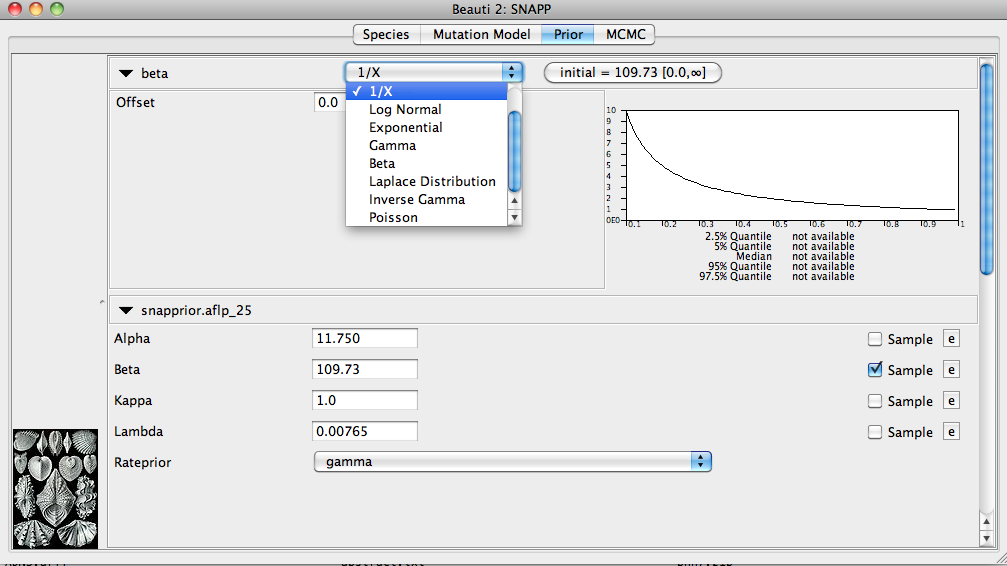 Beauti 2: SNAPP
Species Mutation Model Prior MCMC
beta 1/X initial = 109.73 [0.0,∞]
Offset 0.0
✓ 1/X
Log Normal
Exponential
Gamma
Beta
Laplace Distribution
Inverse Gamma
Poisson
10
9
8
7
6
5
4
3
2
1
0E0
0.1 0.2 0.3 0.4 0.5 0.6 0.7 0.8 0.9 1
2.5% Quantile not available
5% Quantile not available
Median not available
95% Quantile not available
97.5% Quantile not available
snapprior.aflp_25
Alpha 11.750 Sample e
Beta 109.73 Sample e
Kappa 1.0 Sample e
Lambda 0.00765 Sample e
Rateprior gamma